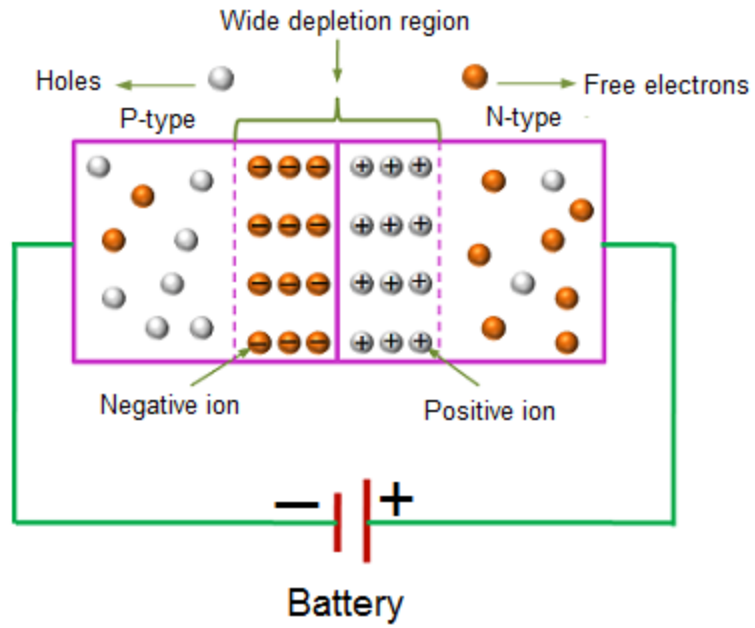 Wide depletion region
Holes
Free electrons
P-type
N-type
Negative ion
Positive ion
− +
Battery